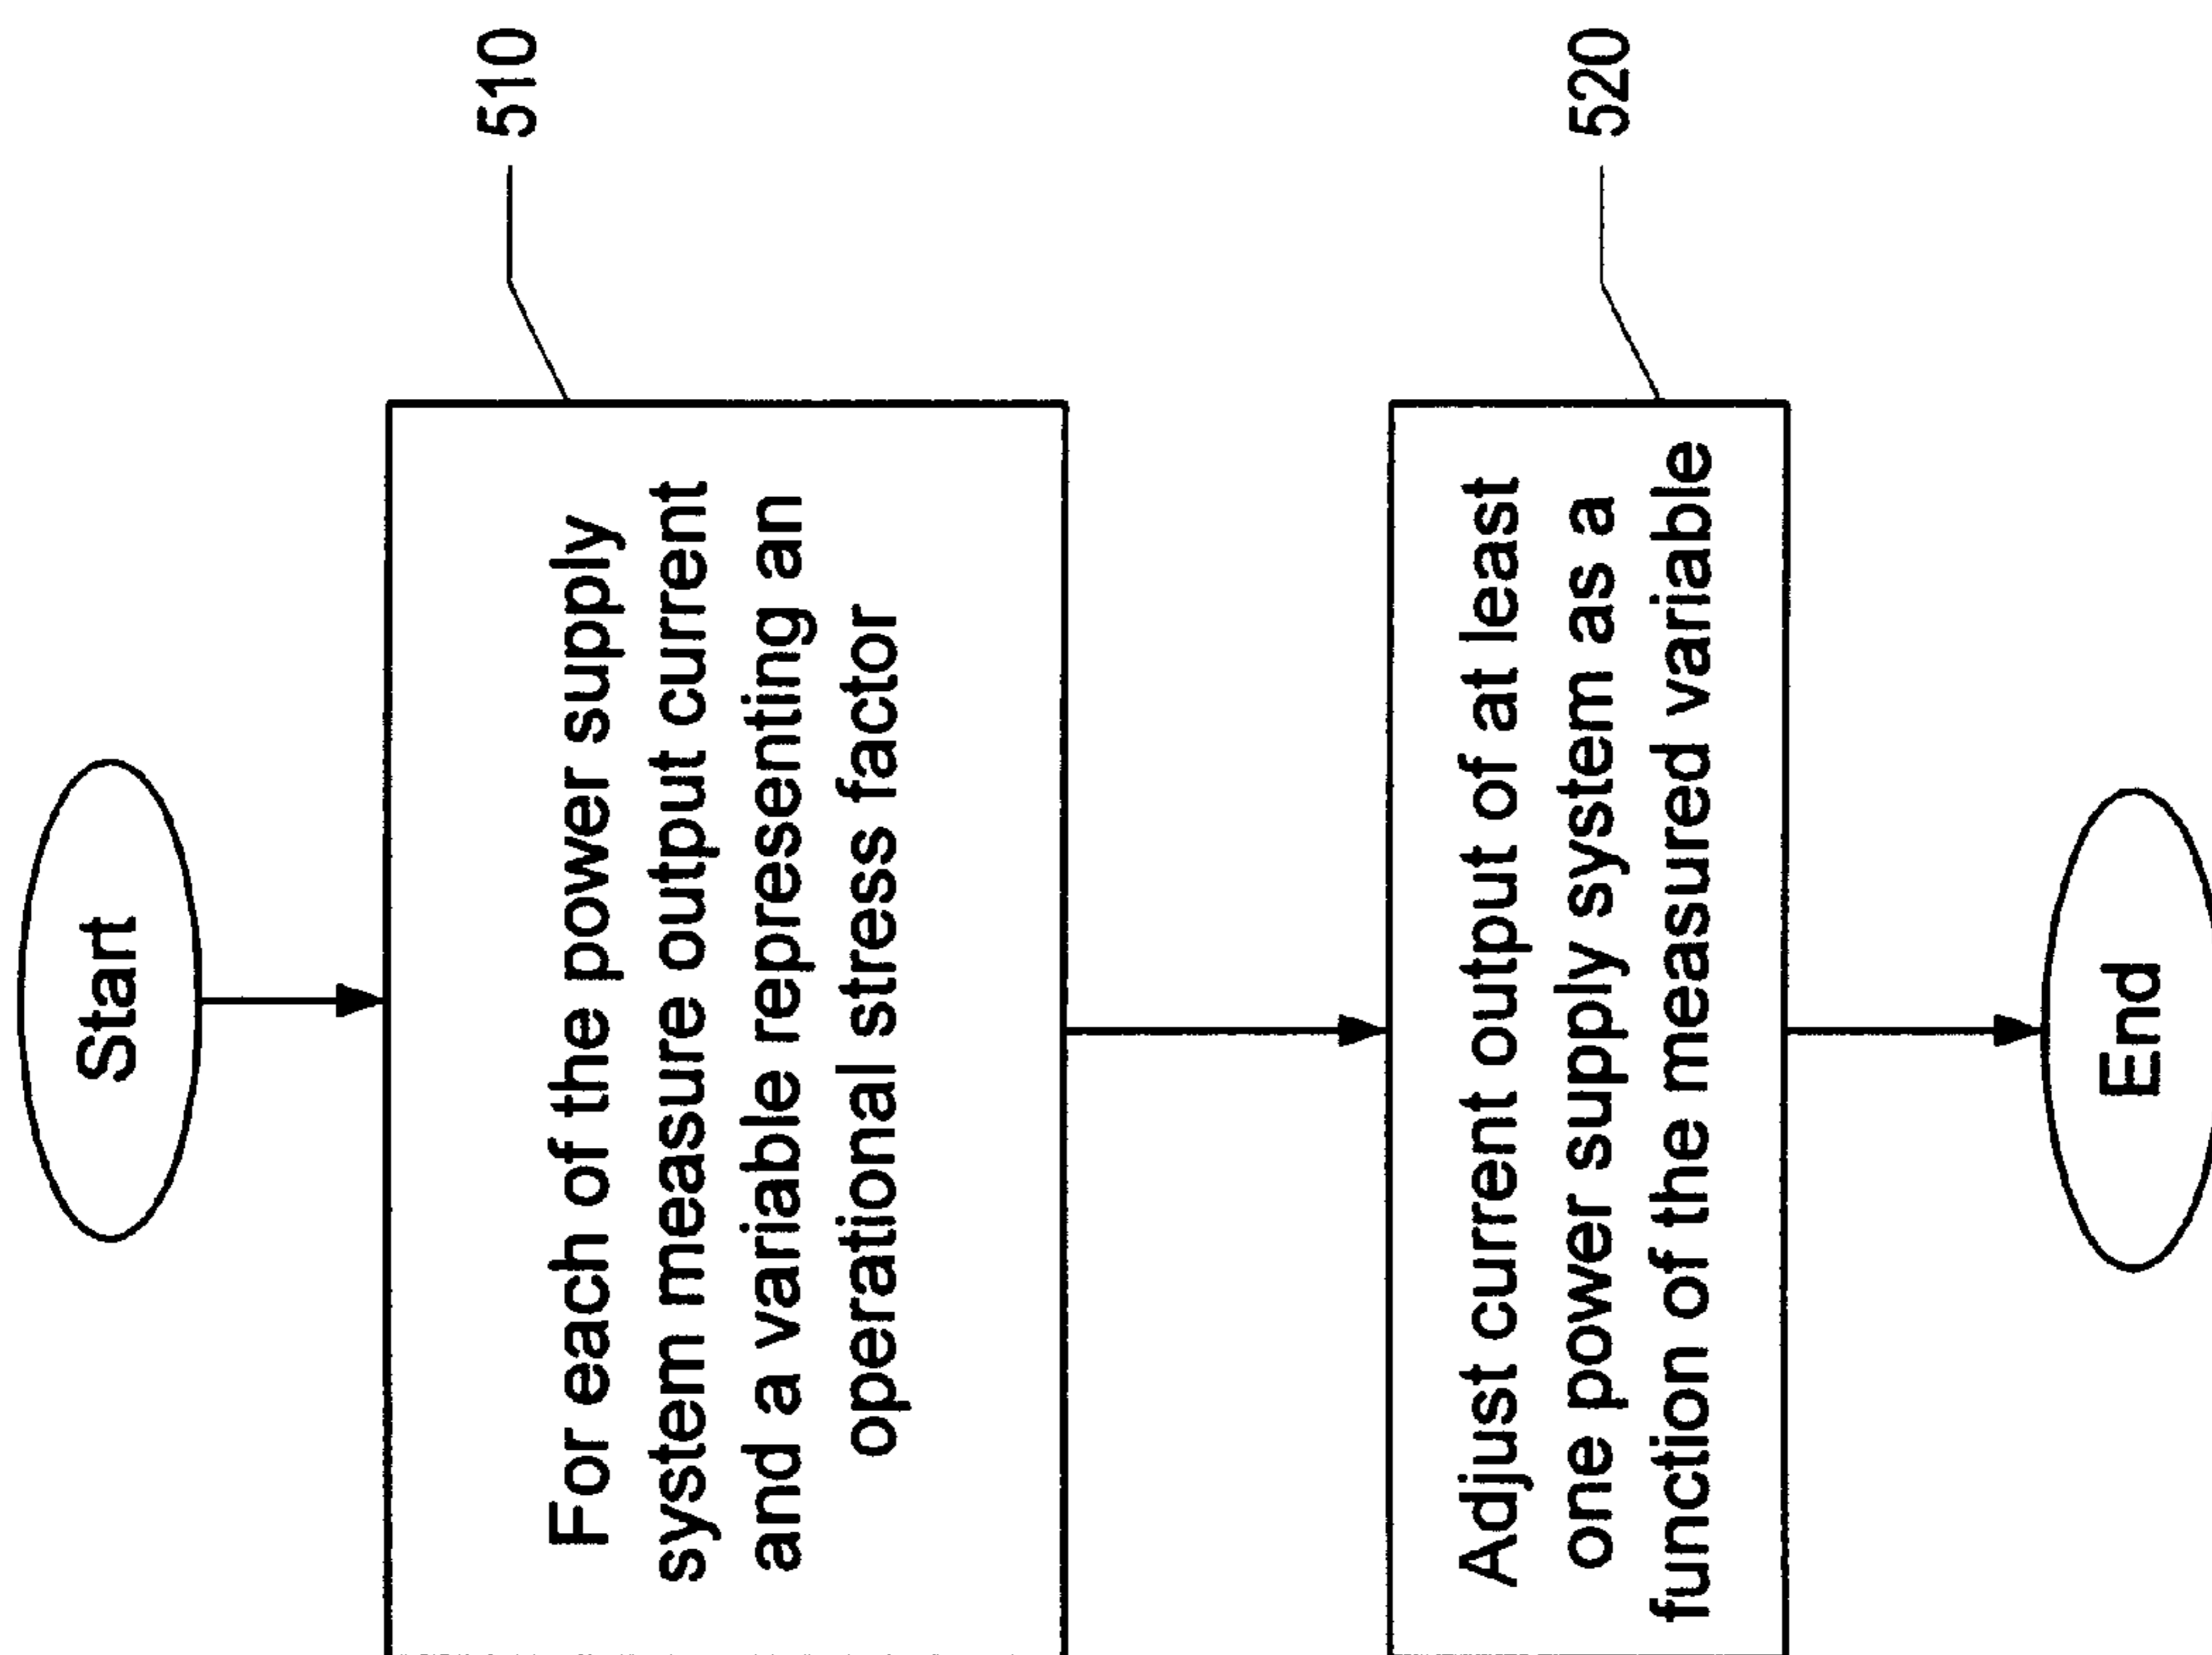 Start
510
For each of the power supply
system measure output current
and a variable representing an
operational stress factor
520
Adjust current output of at least
one power supply system as a
function of the measured variable
End